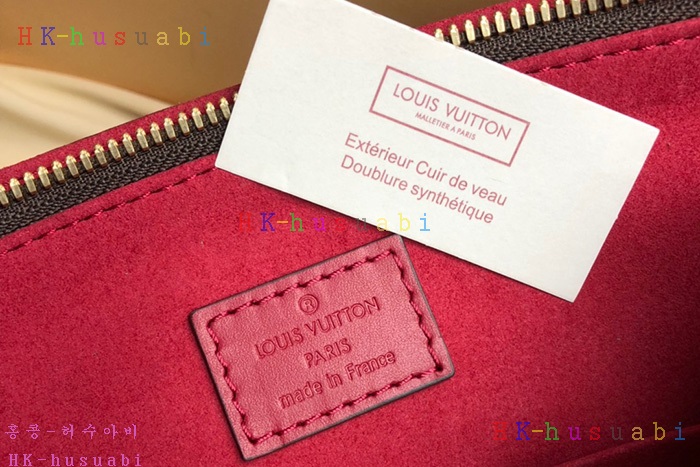 HK-husuabi
LOUIS VUITTON
MALLETIER A PARIS
Extérieur Cuir de veau
Doublure synthétique
HK-husuabi
®
LOUIS VUITTON
PARIS
made in France
홍콩-허수아비
HK-husuabi
HK-husuabi